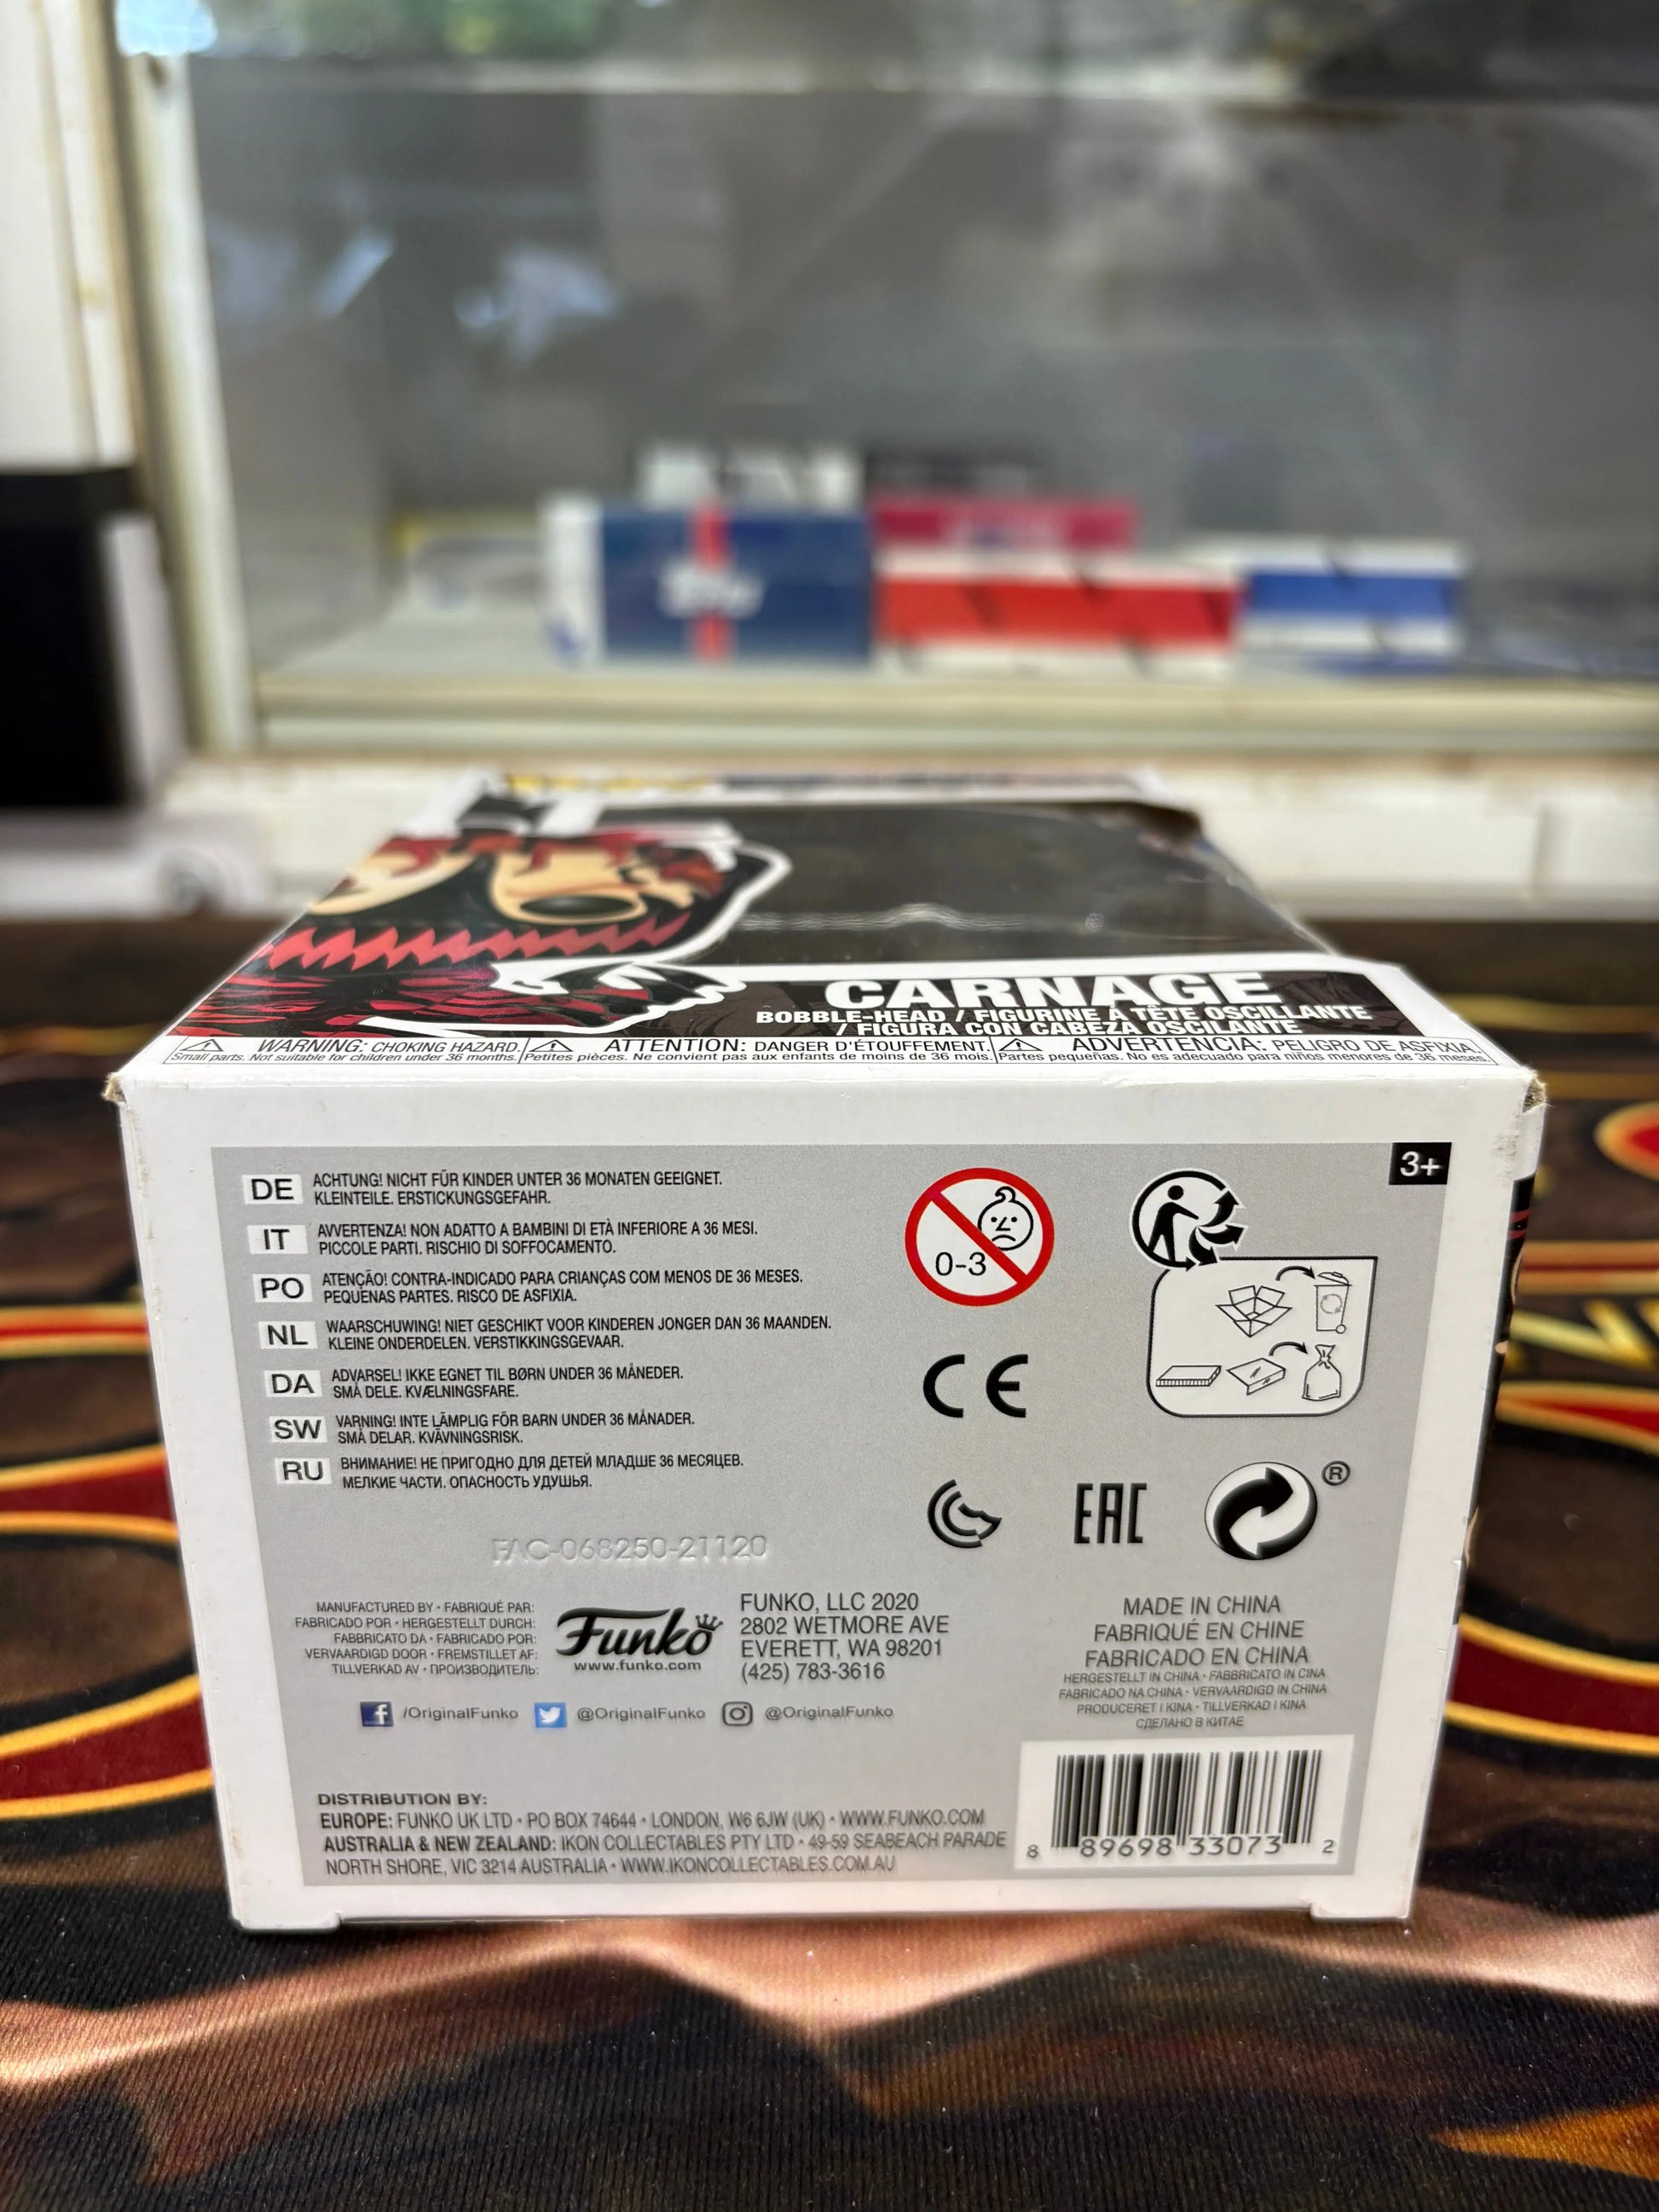 topps
CARNAGE
BOBBLE-HEAD / FIGURINE À TÊTE OSCILLANTE
/ FIGURA CON CABEZA OSCILANTE
WARNING: CHOKING HAZARD.
Small parts. Not suitable for children under 36 months.
ATTENTION: DANGER D'ÉTOUFFEMENT.
Petites pièces. Ne convient pas aux enfants de moins de 36 mois.
ADVERTENCIA: PELIGRO DE ASFIXIA.
Partes pequeñas. No es adecuado para niños menores de 36 meses.
3+
DE ACHTUNG! NICHT FÜR KINDER UNTER 36 MONATEN GEEIGNET.
KLEINTEILE. ERSTICKUNGSGEFAHR.
IT AVVERTENZA! NON ADATTO A BAMBINI DI ETÀ INFERIORE A 36 MESI.
PICCOLE PARTI. RISCHIO DI SOFFOCAMENTO.
PO ATENÇÃO! CONTRA-INDICADO PARA CRIANÇAS COM MENOS DE 36 MESES.
PEQUENAS PARTES. RISCO DE ASFIXIA.
NL WAARSCHUWING! NIET GESCHIKT VOOR KINDEREN JONGER DAN 36 MAANDEN.
KLEINE ONDERDELEN. VERSTIKKINGSGEVAAR.
DA ADVARSEL! IKKE EGNET TIL BØRN UNDER 36 MÅNEDER.
SMÅ DELE. KVÆLNINGSFARE.
SW VARNING! INTE LÄMPLIG FÖR BARN UNDER 36 MÅNADER.
SMÅ DELAR. KVÄVNINGSRISK.
RU ВНИМАНИЕ! НЕ ПРИГОДНО ДЛЯ ДЕТЕЙ МЛАДШЕ 36 МЕСЯЦЕВ.
МЕЛКИЕ ЧАСТИ. ОПАСНОСТЬ УДУШЬЯ.
0-3
CE
EAC
®
FAC-068250-21120
MANUFACTURED BY • FABRIQUÉ PAR:
FABRICADO POR • HERGESTELLT DURCH:
FABBRICATO DA • FABRICADO POR:
VERVAARDIGD DOOR • FREMSTILLET AF:
TILLVERKAD AV • ПРОИЗВОДИТЕЛЬ:
Funko
www.funko.com
FUNKO, LLC 2020
2802 WETMORE AVE
EVERETT, WA 98201
(425) 783-3616
MADE IN CHINA
FABRIQUÉ EN CHINE
FABRICADO EN CHINA
HERGESTELLT IN CHINA • FABBRICATO IN CINA
FABRICADO NA CHINA • VERVAARDIGD IN CHINA
PRODUCERET I KINA • TILLVERKAD I KINA
СДЕЛАНО В КИТАЕ
/OriginalFunko @OriginalFunko @OriginalFunko
DISTRIBUTION BY:
EUROPE: FUNKO UK LTD • PO BOX 74644 • LONDON, W6 6JW (UK) • WWW.FUNKO.COM
AUSTRALIA & NEW ZEALAND: IKON COLLECTABLES PTY LTD • 49-59 SEABEACH PARADE
NORTH SHORE, VIC 3214 AUSTRALIA • WWW.IKONCOLLECTABLES.COM.AU
8 89698 33073 2